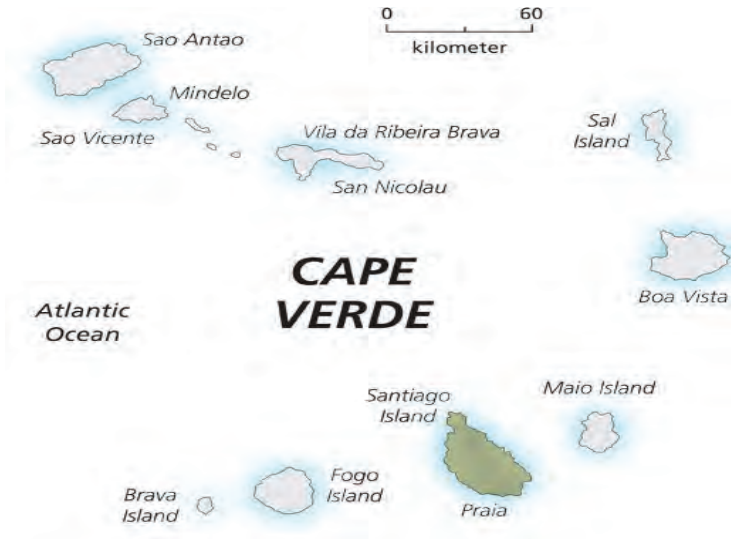 0 60
kilometer
Sao Antao
Mindelo
Sao Vicente
Vila da Ribeira Brava
San Nicolau
Sal
Island
Boa Vista
CAPE
VERDE
Atlantic
Ocean
Santiago
Island
Maio Island
Fogo
Island
Brava
Island
Praia